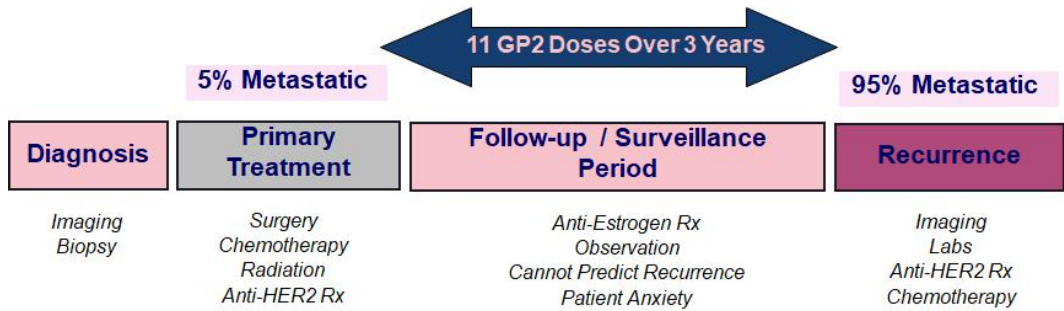 11 GP2 Doses Over 3 Years
5% Metastatic
95% Metastatic
Diagnosis
Primary
Treatment
Follow-up / Surveillance
Period
Recurrence
Imaging
Biopsy
Surgery
Chemotherapy
Radiation
Anti-HER2 Rx
Anti-Estrogen Rx
Observation
Cannot Predict Recurrence
Patient Anxiety
Imaging
Labs
Anti-HER2 Rx
Chemotherapy